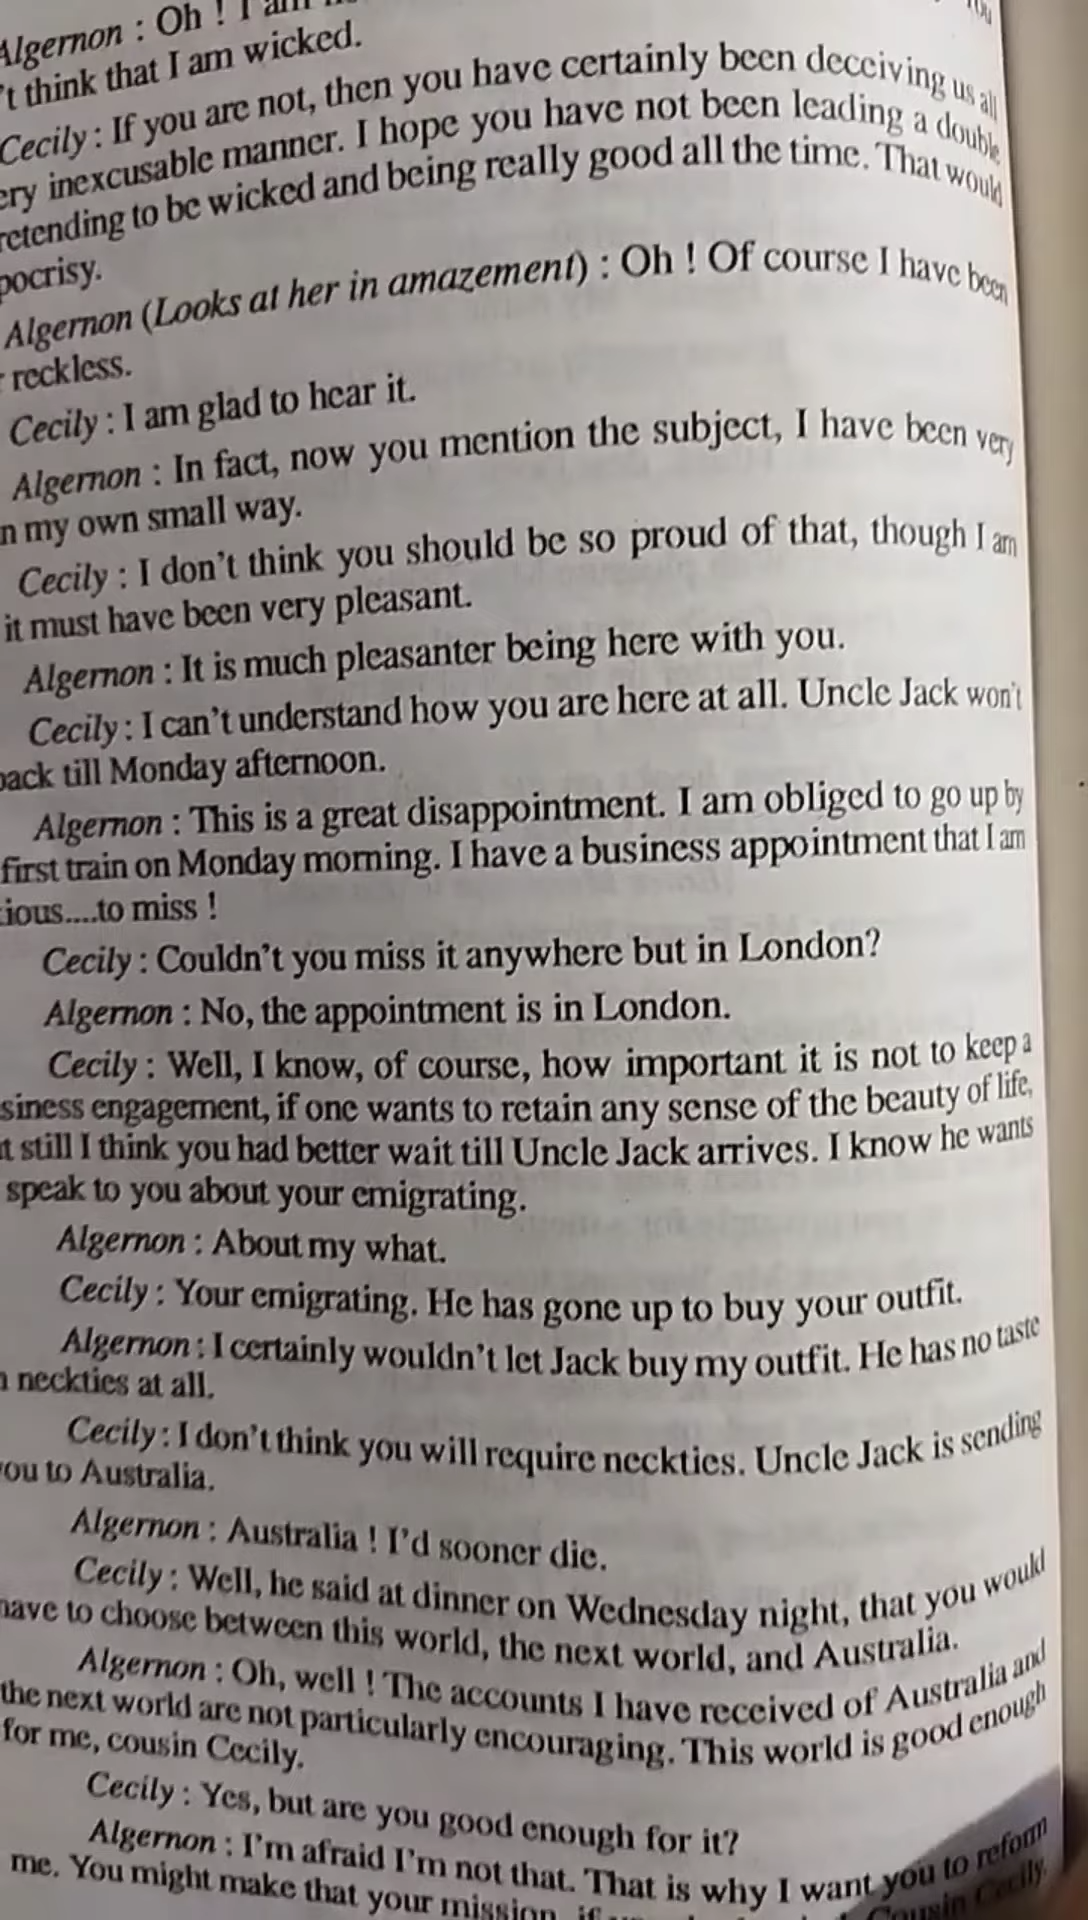 Algernon : Oh ! I am
't think that I am wicked.
Cecily : If you are not, then you have certainly been deceiving us all
ery inexcusable manner. I hope you have not been leading a double
retending to be wicked and being really good all the time. That would
pocrisy.
Algernon (Looks at her in amazement) : Oh ! Of course I have been
r reckless.
Cecily : I am glad to hear it.
Algernon : In fact, now you mention the subject, I have been very
n my own small way.
Cecily : I don't think you should be so proud of that, though I am
it must have been very pleasant.
Algernon : It is much pleasanter being here with you.
Cecily : I can't understand how you are here at all. Uncle Jack won't
back till Monday afternoon.
Algernon : This is a great disappointment. I am obliged to go up by
first train on Monday morning. I have a business appointment that I am
ious....to miss !
Cecily : Couldn't you miss it anywhere but in London?
Algernon : No, the appointment is in London.
Cecily : Well, I know, of course, how important it is not to keep a
siness engagement, if one wants to retain any sense of the beauty of life,
t still I think you had better wait till Uncle Jack arrives. I know he wants
speak to you about your emigrating.
Algernon : About my what.
Cecily : Your emigrating. He has gone up to buy your outfit.
Algernon : I certainly wouldn't let Jack buy my outfit. He has no taste
n neckties at all.
Cecily : I don't think you will require neckties. Uncle Jack is sending
you to Australia.
Algernon : Australia ! I'd sooner die.
Cecily : Well, he said at dinner on Wednesday night, that you would
have to choose between this world, the next world, and Australia.
Algernon : Oh, well ! The accounts I have received of Australia and
the next world are not particularly encouraging. This world is good enough
for me, cousin Cecily.
Cecily : Yes, but are you good enough for it?
Algernon : I'm afraid I'm not that. That is why I want you to reform
me. You might make that your mission, if Cousin Cecily.